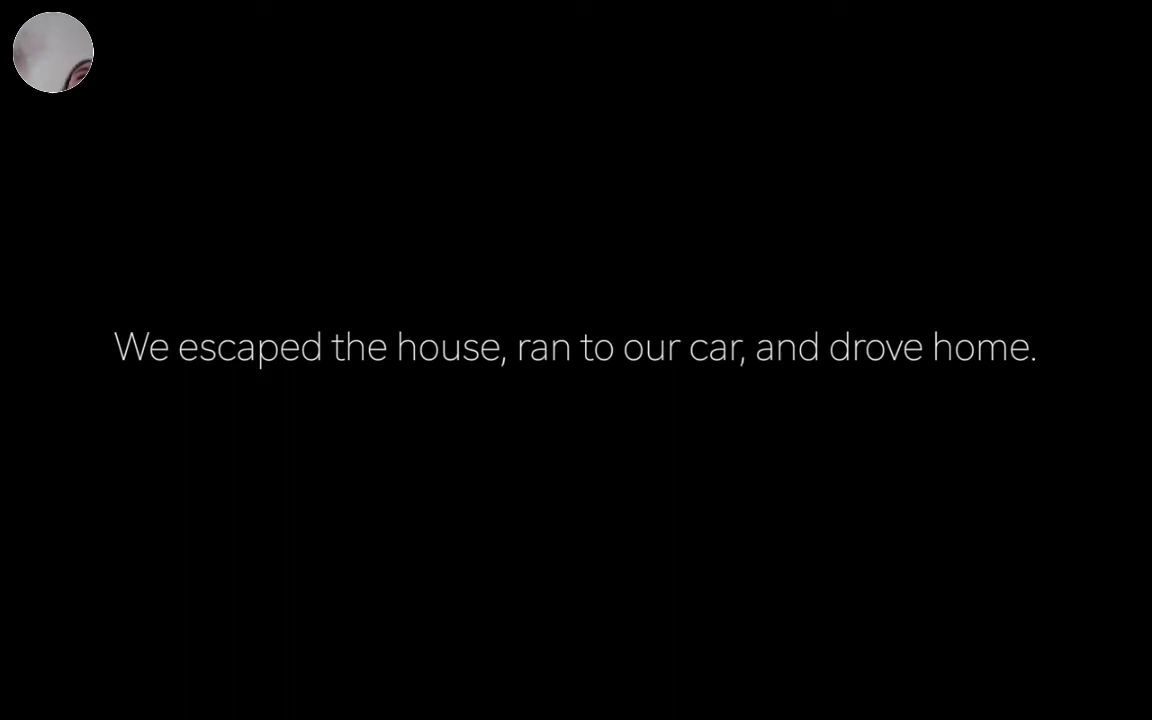 We escaped the house, ran to our car, and drove home.